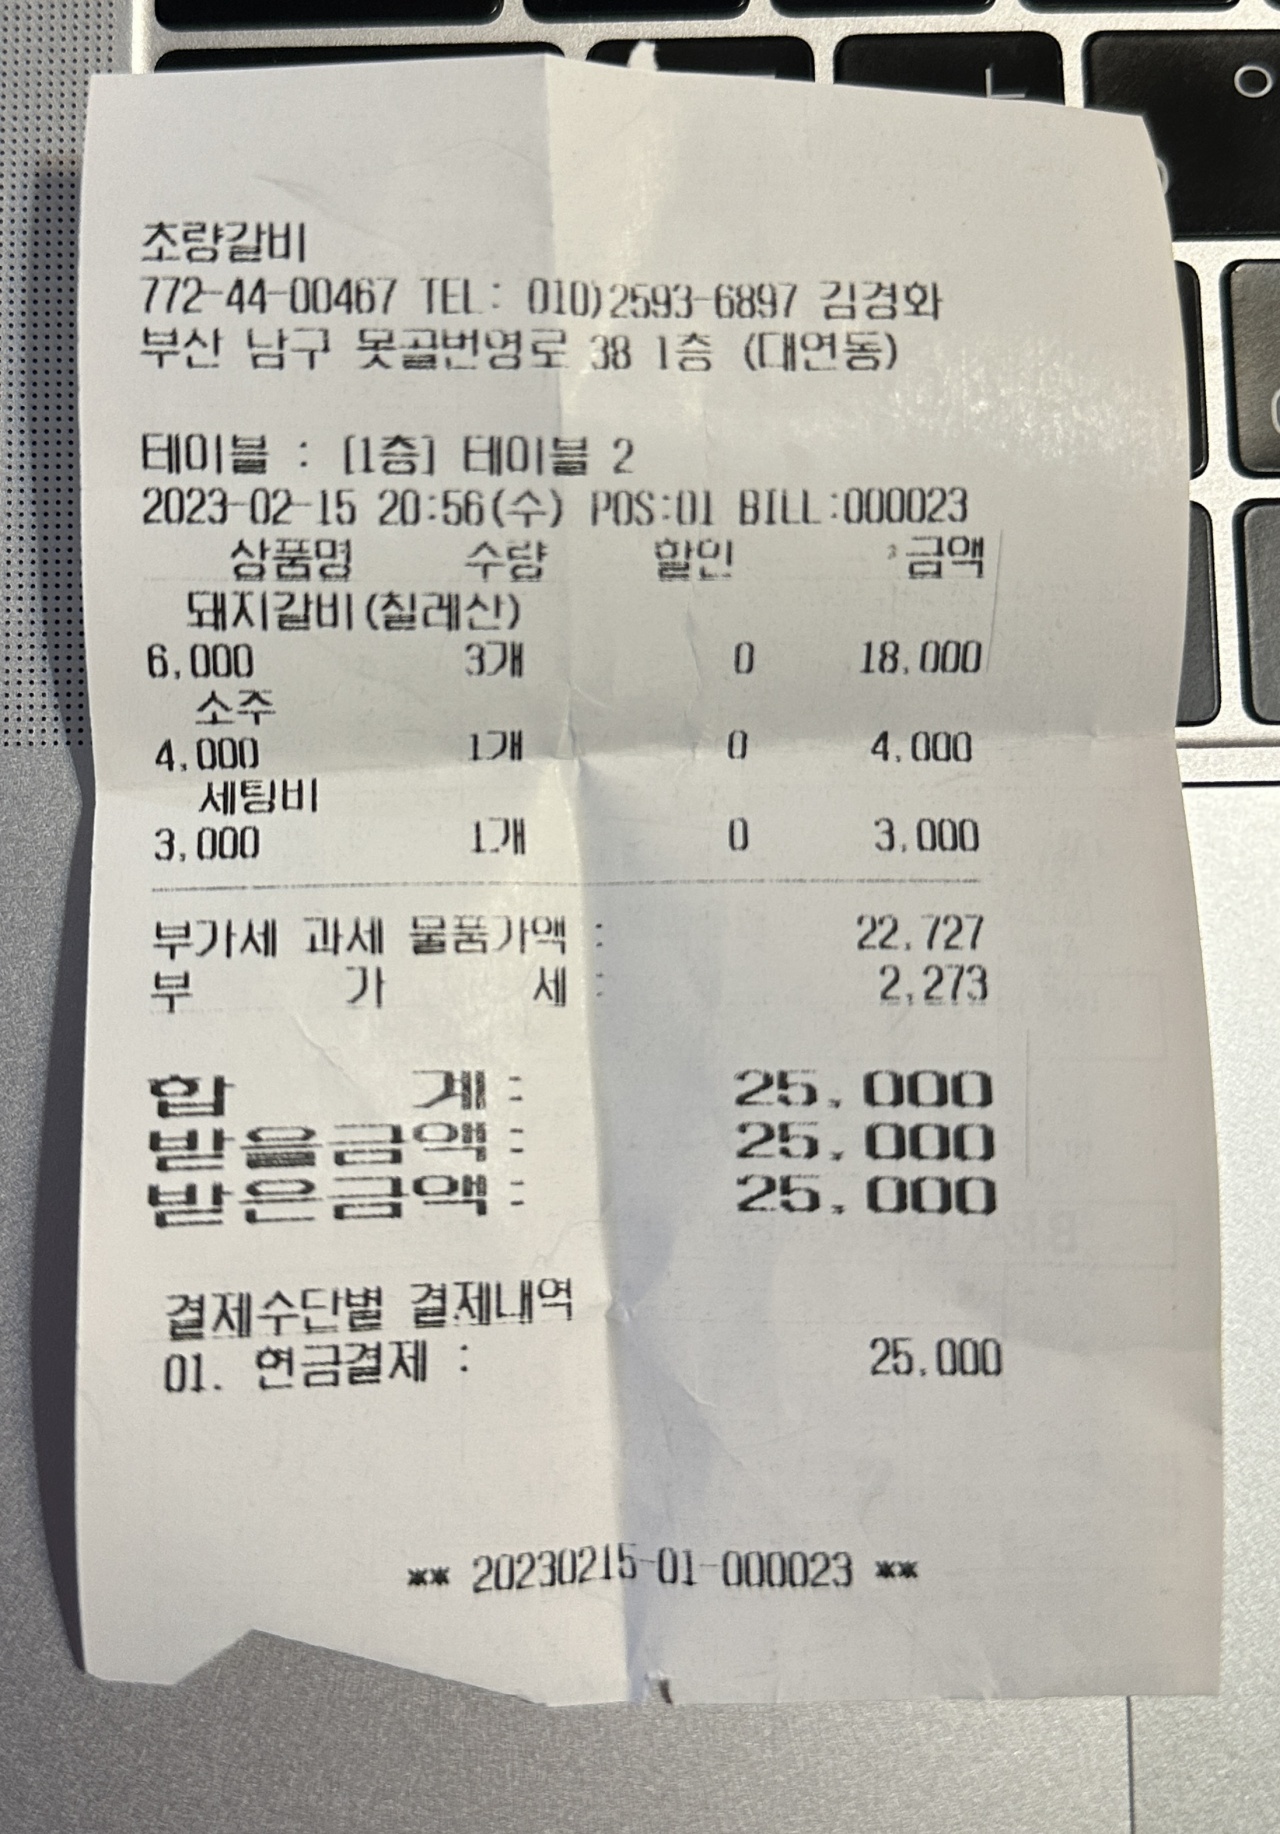 초량갈비
772-44-00467 TEL: 010)2593-6897 김경화
부산 남구 못골번영로 38 1층 (대연동)
테이블 : [1층] 테이블 2
2023-02-15 20:56(수) POS:01 BILL:000023
상품명 수량 할인 금액
돼지갈비(칠레산)
6,000 3개 0 18,000
소주
4,000 1개 0 4,000
세팅비
3,000 1개 0 3,000
부가세 과세 물품가액 : 22,727
부 가 세 : 2,273
합 계 : 25,000
받을금액 : 25,000
받은금액 : 25,000
결제수단별 결제내역
01. 현금결제 : 25,000
** 20230215-01-000023 **